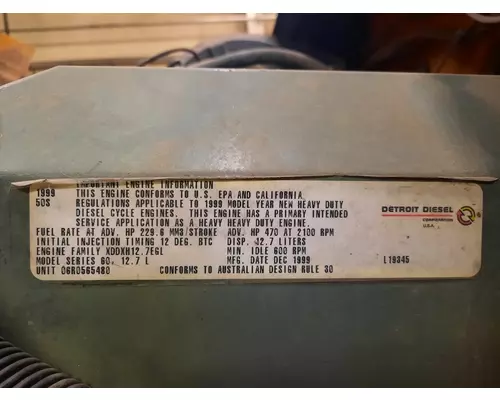 IMPORTANT ENGINE INFORMATION
1999 THIS ENGINE CONFORMS TO U.S. EPA AND CALIFORNIA
50S REGULATIONS APPLICABLE TO 1999 MODEL YEAR NEW HEAVY DUTY
DIESEL CYCLE ENGINES. THIS ENGINE HAS A PRIMARY INTENDED
SERVICE APPLICATION AS A HEAVY HEAVY DUTY ENGINE.
FUEL RATE AT ADV. HP 229.6 MM3/STROKE ADV. HP 470 AT 2100 RPM
INITIAL INJECTION TIMING 12 DEG. BTC DISP. 12.7 LITERS
ENGINE FAMILY XDDXH12.7EGL MIN. IDLE 600 RPM
MODEL SERIES 60, 12.7 L MFG. DATE DEC 1999
UNIT 06R0565480 CONFORMS TO AUSTRALIAN DESIGN RULE 30
DETROIT DIESEL
CORPORATION
U.S.A.
L19345